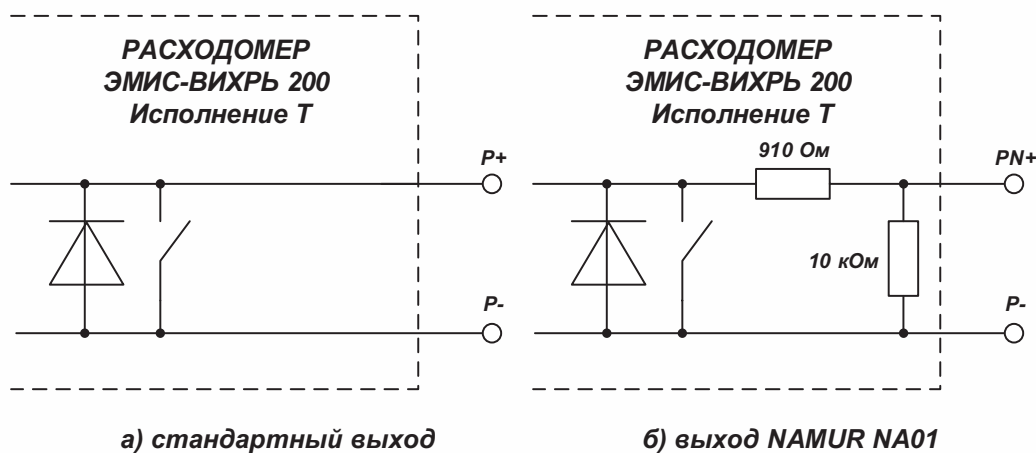 РАСХОДОМЕР
ЭМИС-ВИХРЬ 200
Исполнение Т
P+
P-
а) стандартный выход
РАСХОДОМЕР
ЭМИС-ВИХРЬ 200
Исполнение Т
910 Ом
PN+
10 кОм
P-
б) выход NAMUR NA01